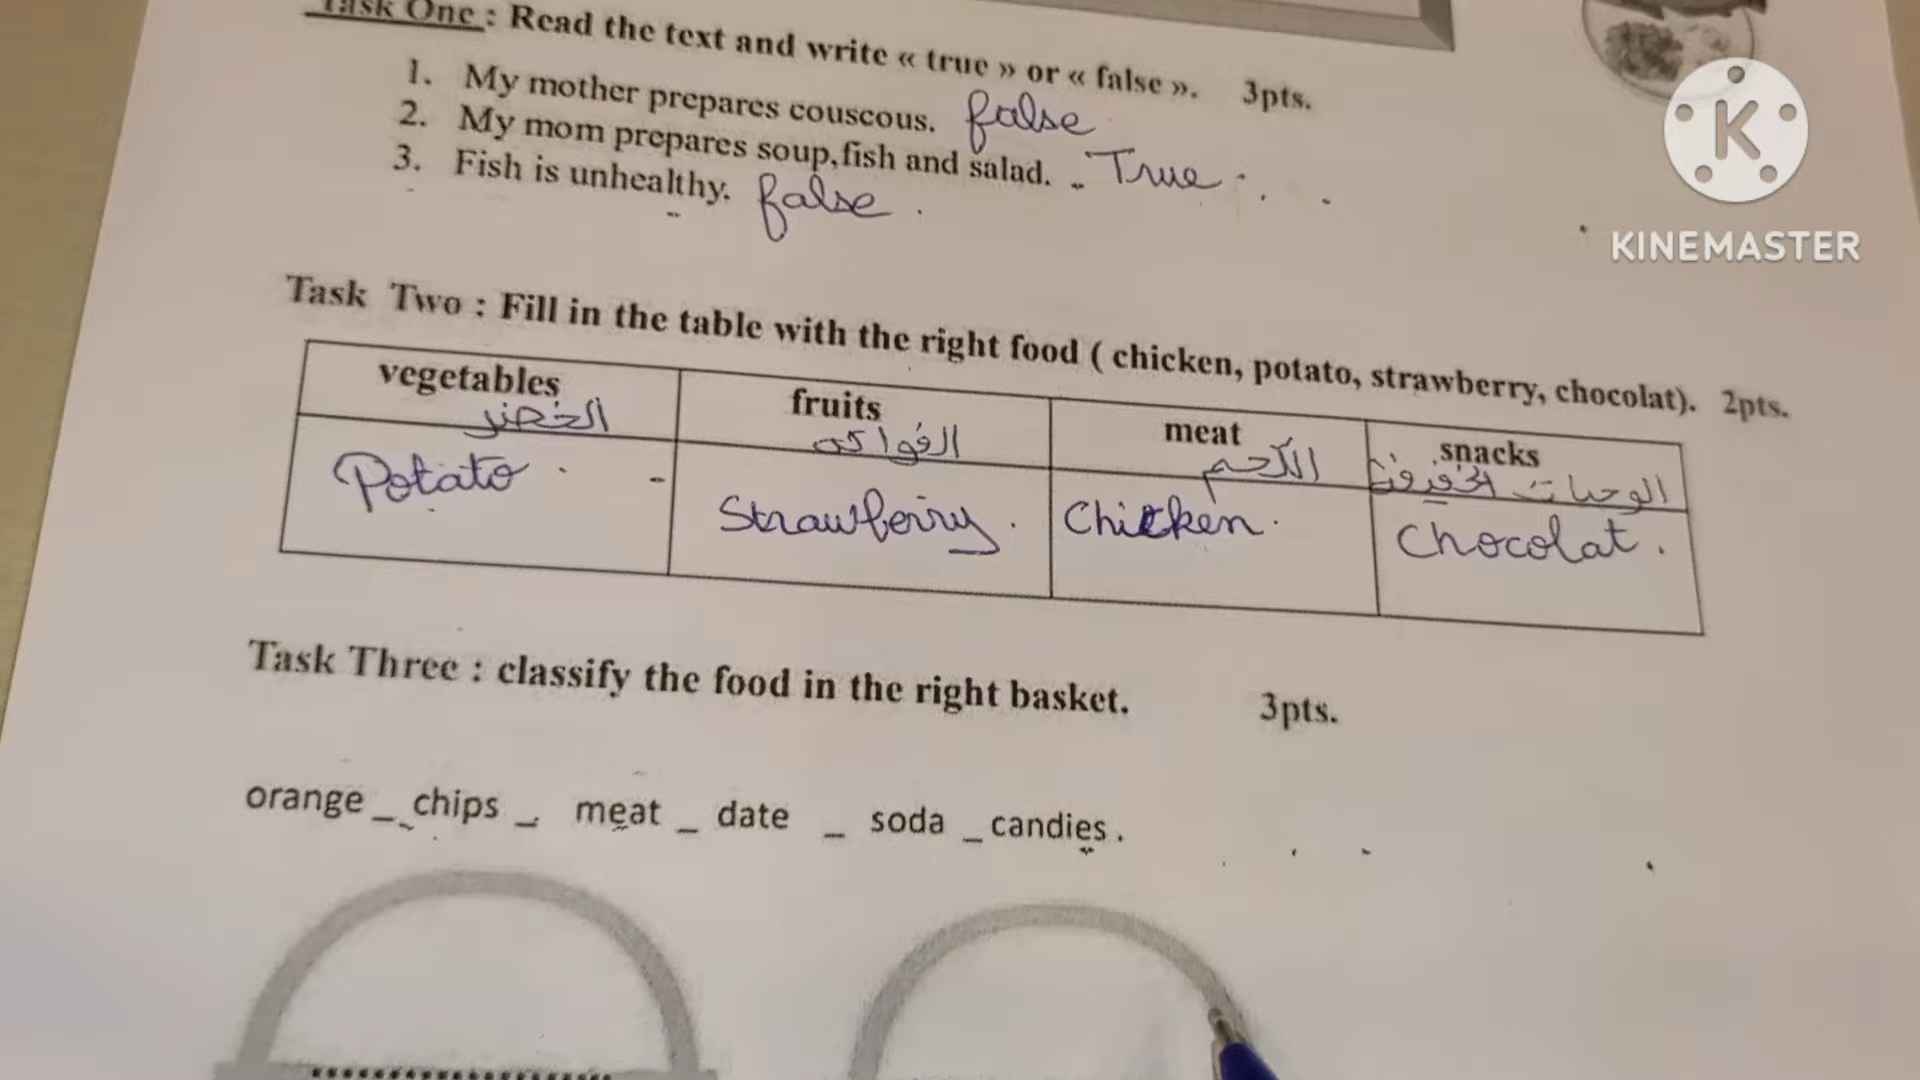 Task One : Read the text and write « true » or « false ». 3pts.
1. My mother prepares couscous. false
2. My mom prepares soup,fish and salad. True
3. Fish is unhealthy. false.
KINEMASTER
Task Two : Fill in the table with the right food ( chicken, potato, strawberry, chocolat). 2pts.
vegetables fruits meat snacks
الخضر الفواكه اللحم الوجبات الخفيفة
Potato. Strawberry. Chicken. Chocolat.
Task Three : classify the food in the right basket. 3pts.
orange _ chips _ meat _ date _ soda _ candies .